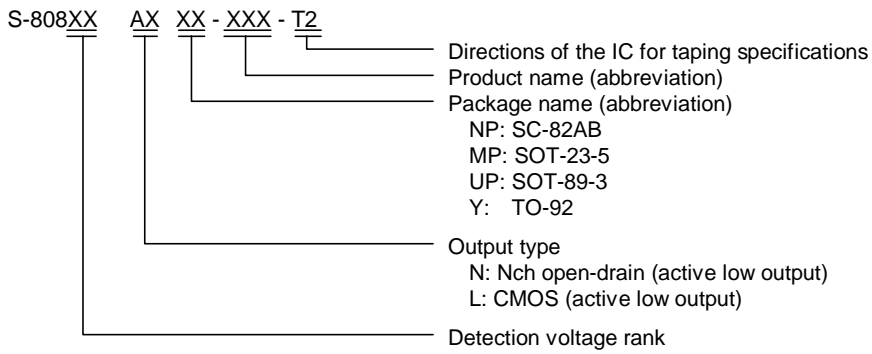 S-808XX AX XX - XXX - T2
Directions of the IC for taping specifications
Product name (abbreviation)
Package name (abbreviation)
NP: SC-82AB
MP: SOT-23-5
UP: SOT-89-3
Y: TO-92
Output type
N: Nch open-drain (active low output)
L: CMOS (active low output)
Detection voltage rank